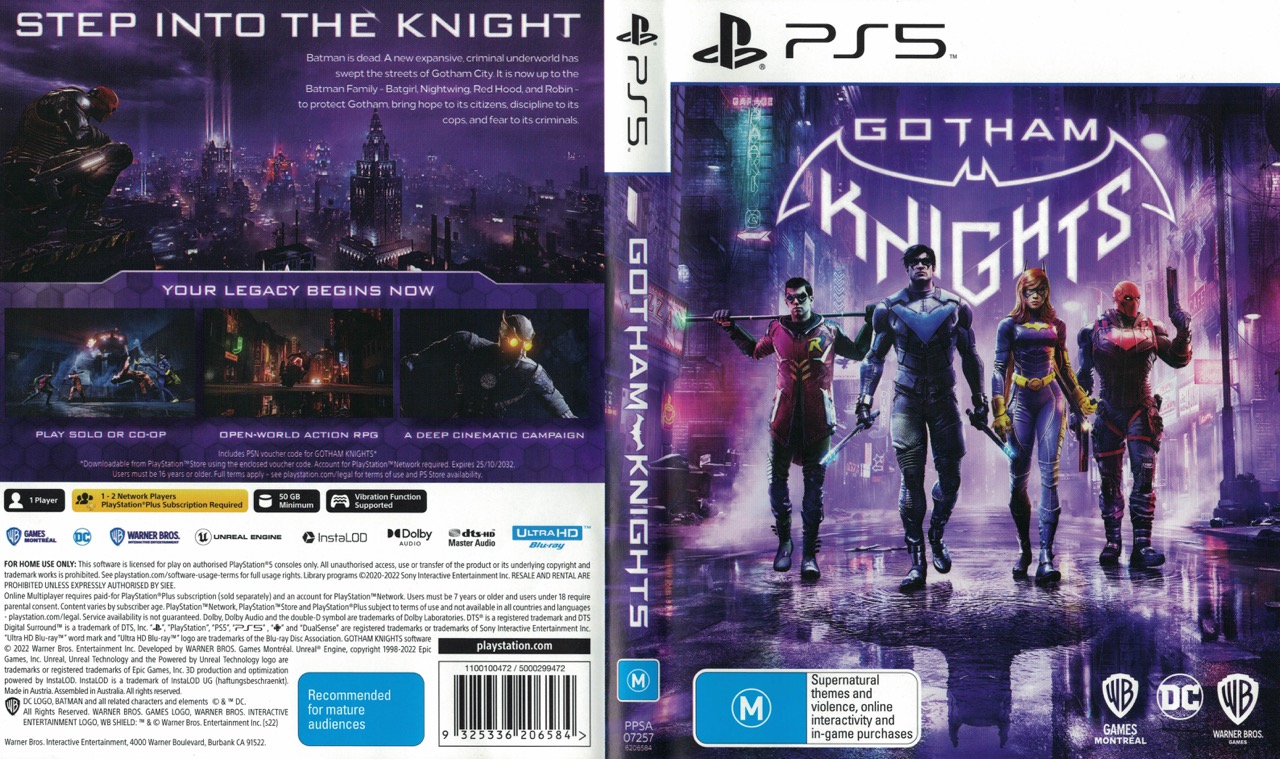 STEP INTO THE KNIGHT
Batman is dead. A new expansive, criminal underworld has
swept the streets of Gotham City. It is now up to the
Batman Family - Batgirl, Nightwing, Red Hood, and Robin -
to protect Gotham, bring hope to its citizens, discipline to its
cops, and fear to its criminals.
YOUR LEGACY BEGINS NOW
PLAY SOLO OR CO-OP
OPEN-WORLD ACTION RPG
A DEEP CINEMATIC CAMPAIGN
Includes PSN voucher code for GOTHAM KNIGHTS*
*Downloadable from PlayStation™Store using the enclosed voucher code. Account for PlayStation™Network required. Expires 25/10/2032.
Users must be 16 years or older. Full terms apply – see playstation.com/legal for terms of use and PS Store availability.
1 Player
1 - 2 Network Players
PlayStation®Plus Subscription Required
50 GB
Minimum
Vibration Function
Supported
WB GAMES
MONTRÉAL
DC
WB WARNER BROS.
INTERACTIVE ENTERTAINMENT
UNREAL ENGINE
InstaLOD
Dolby
AUDIO
dts-HD
Master Audio
ULTRA HD™
Blu-ray
FOR HOME USE ONLY: This software is licensed for play on authorised PlayStation®5 consoles only. All unauthorised access, use or transfer of the product or its underlying copyright and
trademark works is prohibited. See playstation.com/software-usage-terms for full usage rights. Library programs ©2020-2022 Sony Interactive Entertainment Inc. RESALE AND RENTAL ARE
PROHIBITED UNLESS EXPRESSLY AUTHORISED BY SIEE.
Online Multiplayer requires paid-for PlayStation®Plus subscription (sold separately) and an account for PlayStation™Network. Users must be 7 years or older and users under 18 require
parental consent. Content varies by subscriber age. PlayStation™Network, PlayStation™Store and PlayStation®Plus subject to terms of use and not available in all countries and languages
- playstation.com/legal. Service availability is not guaranteed. Dolby, Dolby Audio and the double-D symbol are trademarks of Dolby Laboratories. DTS® is a registered trademark and DTS
Digital Surround™ is a trademark of DTS, Inc. "PlayStation", "PS5", "PS5", and "DualSense" are registered trademarks or trademarks of Sony Interactive Entertainment Inc.
"Ultra HD Blu-ray™" word mark and "Ultra HD Blu-ray™" logo are trademarks of the Blu-ray Disc Association. GOTHAM KNIGHTS software
© 2022 Warner Bros. Entertainment Inc. Developed by WARNER BROS. Games Montréal. Unreal® Engine, copyright 1998-2022 Epic
Games, Inc. Unreal, Unreal Technology and the Powered by Unreal Technology logo are
trademarks or registered trademarks of Epic Games, Inc. 3D production and optimization
powered by InstaLOD. InstaLOD is a trademark of InstaLOD UG (haftungsbeschraenkt).
Made in Austria. Assembled in Australia. All rights reserved.
WB DC LOGO, BATMAN and all related characters and elements © & ™ DC.
All Rights Reserved. WARNER BROS. GAMES LOGO, WARNER BROS. INTERACTIVE
ENTERTAINMENT LOGO, WB SHIELD: ™ & © Warner Bros. Entertainment Inc. (s22)
Warner Bros. Interactive Entertainment, 4000 Warner Boulevard, Burbank CA 91522.
playstation.com
Recommended
for mature
audiences
1100100472 / 5000299472
9 325336 206584 >
PS5
GOTHAM KNIGHTS
M
PPSA
07257
6206584
PS5™
GARAGE
PARKING
GOTHAM
KNIGHTS
R
M
Supernatural
themes and
violence, online
interactivity and
in-game purchases
WB
GAMES
MONTRÉAL
DC
WB
WARNER BROS.
GAMES